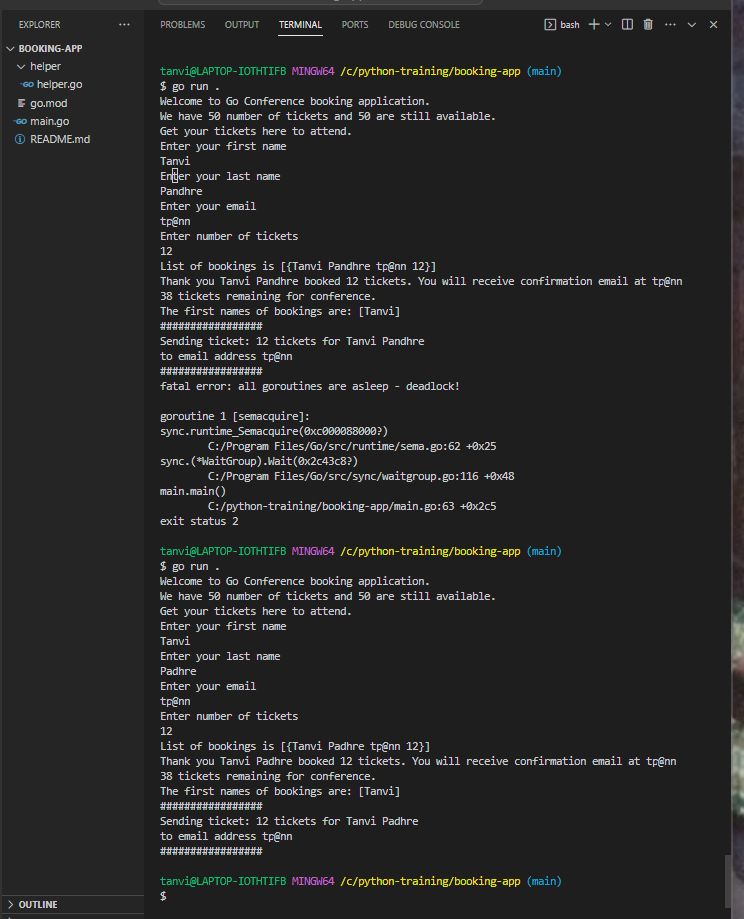 EXPLORER ...
BOOKING-APP
helper
helper.go
go.mod
main.go
README.md
OUTLINE
PROBLEMS OUTPUT TERMINAL PORTS DEBUG CONSOLE bash
tanvi@LAPTOP-IOTHTIFB MINGW64 /c/python-training/booking-app (main)
$ go run .
Welcome to Go Conference booking application.
We have 50 number of tickets and 50 are still available.
Get your tickets here to attend.
Enter your first name
Tanvi
Enter your last name
Pandhre
Enter your email
tp@nn
Enter number of tickets
12
List of bookings is [{Tanvi Pandhre tp@nn 12}]
Thank you Tanvi Pandhre booked 12 tickets. You will receive confirmation email at tp@nn
38 tickets remaining for conference.
The first names of bookings are: [Tanvi]
#################
Sending ticket: 12 tickets for Tanvi Pandhre
to email address tp@nn
#################
fatal error: all goroutines are asleep - deadlock!
goroutine 1 [semacquire]:
sync.runtime_Semacquire(0xc000088000?)
C:/Program Files/Go/src/runtime/sema.go:62 +0x25
sync.(*WaitGroup).Wait(0x2c43c8?)
C:/Program Files/Go/src/sync/waitgroup.go:116 +0x48
main.main()
C:/python-training/booking-app/main.go:63 +0x2c5
exit status 2
tanvi@LAPTOP-IOTHTIFB MINGW64 /c/python-training/booking-app (main)
$ go run .
Welcome to Go Conference booking application.
We have 50 number of tickets and 50 are still available.
Get your tickets here to attend.
Enter your first name
Tanvi
Enter your last name
Padhre
Enter your email
tp@nn
Enter number of tickets
12
List of bookings is [{Tanvi Padhre tp@nn 12}]
Thank you Tanvi Padhre booked 12 tickets. You will receive confirmation email at tp@nn
38 tickets remaining for conference.
The first names of bookings are: [Tanvi]
#################
Sending ticket: 12 tickets for Tanvi Padhre
to email address tp@nn
#################
tanvi@LAPTOP-IOTHTIFB MINGW64 /c/python-training/booking-app (main)
$